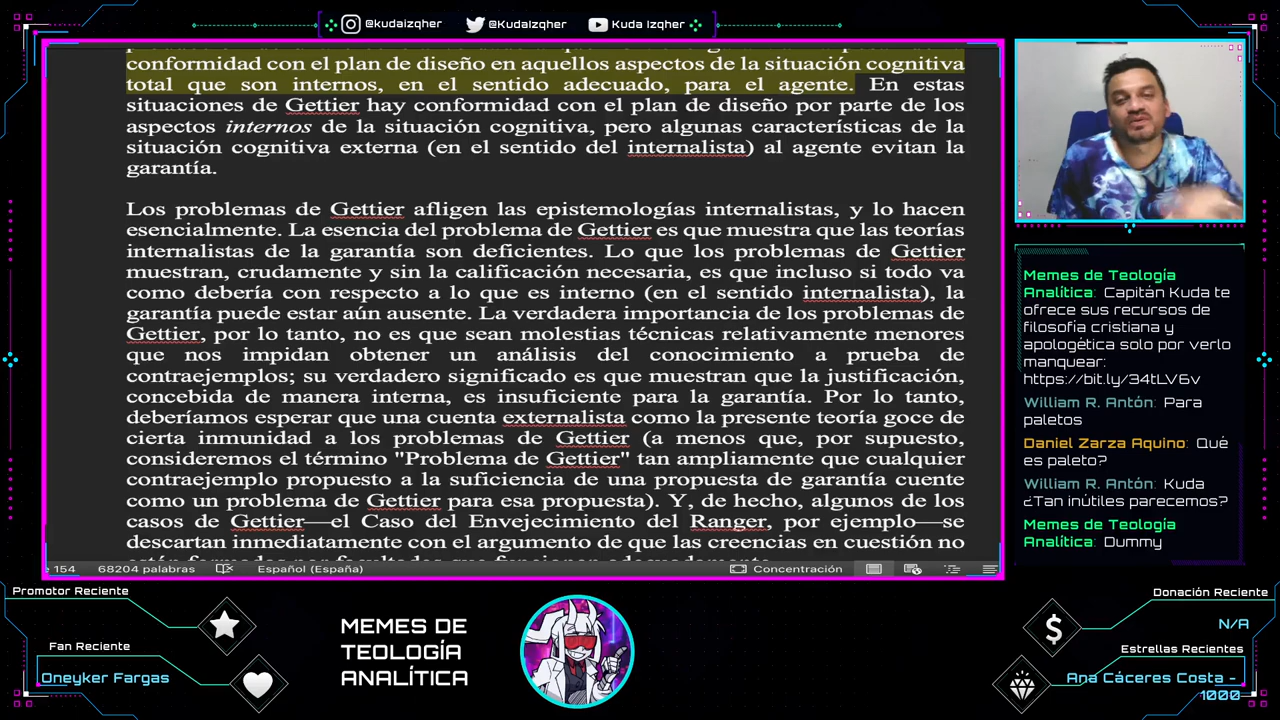 @kudaizqher
@Kudaizqher
Kuda izqher
conformidad con el plan de diseño en aquellos aspectos de la situación cognitiva
total que son internos, en el sentido adecuado, para el agente. En estas
situaciones de Gettier hay conformidad con el plan de diseño por parte de los
aspectos internos de la situación cognitiva, pero algunas características de la
situación cognitiva externa (en el sentido del internalista) al agente evitan la
garantía.
Los problemas de Gettier afligen las epistemologías internalistas, y lo hacen
esencialmente. La esencia del problema de Gettier es que muestra que las teorías
internalistas de la garantía son deficientes. Lo que los problemas de Gettier
muestra, crudamente y sin la calificación necesaria, es que incluso si todo va
como debería con respecto a lo que es interno (en el sentido internalista), la
garantía puede estar aún ausente. La verdadera importancia de los problemas de
Gettier, por lo tanto, no es que sean molestias técnicas relativamente menores
que nos impidan obtener un análisis del conocimiento a prueba de
contraejemplos; su verdadero significado es que muestran que la justificación,
concebida de manera interna, es insuficiente para la garantía. Por lo tanto,
deberíamos esperar que una cuenta externalista como la presente teoría goce de
cierta inmunidad a los problemas de Gettier (a menos que, por supuesto,
consideremos el término "Problema de Gettier" tan ampliamente que cualquier
contraejemplo propuesto a la suficiencia de una propuesta de garantía cuente
como un problema de Gettier para esa propuesta). Y, de hecho, algunos de los
casos de Gettier—el Caso del Envejecimiento del Ranger, por ejemplo—se
descartan inmediatamente con el argumento de que las creencias en cuestión no
154 68204 palabras Español (España) Concentración
Memes de Teología
Analítica: Capitán Kuda te
ofrece sus recursos de
filosofía cristiana y
apologética solo por verlo
manquear:
https://bit.ly/34tLV6v
William R. Antón: Para
paletos
Daniel Zarza Aquino: Qué
es paleto?
William R. Antón: Kuda
¿Tan inútiles parecemos?
Memes de Teología
Analítica: Dummy
Promotor Reciente
Fan Reciente
Oneyker Fargas
MEMES DE
TEOLOGÍA
ANALÍTICA
Donación Reciente
N/A
Estrellas Recientes
Ana Cáceres Costa -
1000